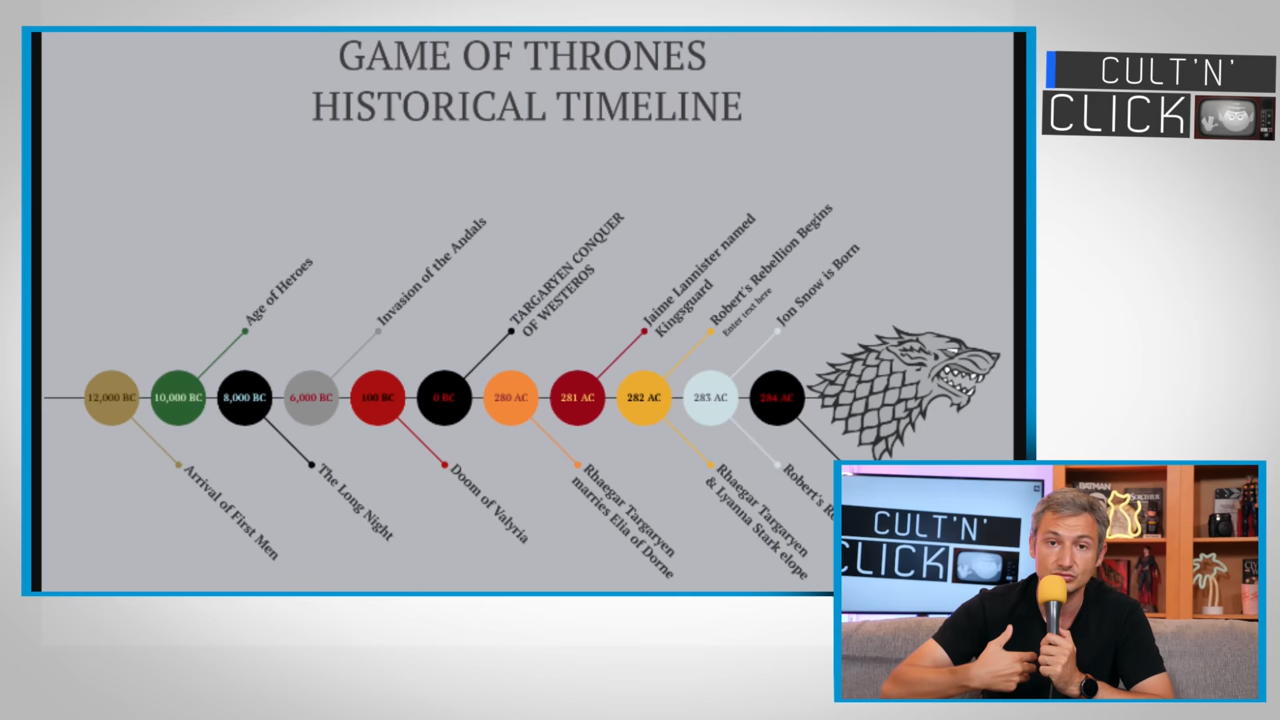 GAME OF THRONES
HISTORICAL TIMELINE
CULT'N'
CLICK
Age of Heroes
Invasion of the Andals
TARGARYEN CONQUER
OF WESTEROS
Jaime Lannister named
Kingsguard
Robert's Rebellion Begins
Enter text here
Jon Snow is Born
12,000 BC
10,000 BC
8,000 BC
6,000 BC
100 BC
0 BC
280 AC
281 AC
282 AC
283 AC
284 AC
Arrival of First Men
The Long Night
Doom of Valyria
Rhaegar Targaryen
marries Elia of Dorne
Rhaegar Targaryen
& Lyanna Stark elope
Robert's
BATMAN
CULT'N'
CLICK